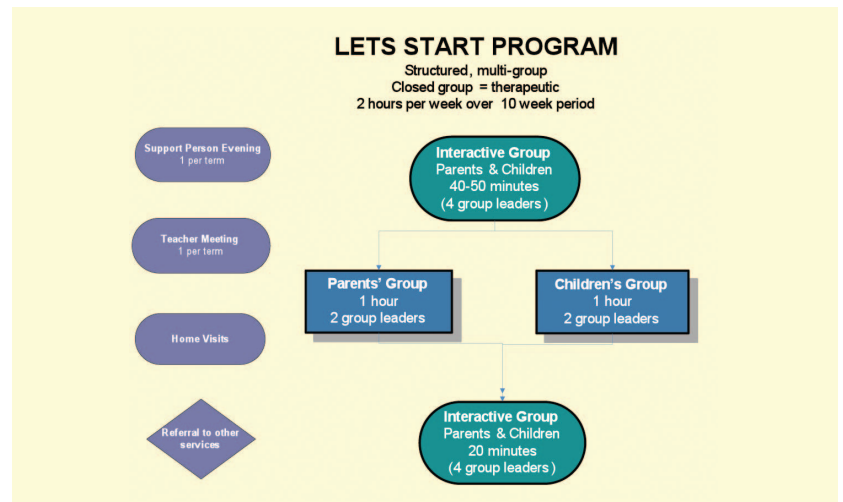 LETS START PROGRAM
Structured, multi-group
Closed group = therapeutic
2 hours per week over 10 week period
Support Person Evening
1 per term
Teacher Meeting
1 per term
Home Visits
Referral to other
services
Interactive Group
Parents & Children
40-50 minutes
(4 group leaders)
Parents' Group
1 hour
2 group leaders
Children's Group
1 hour
2 group leaders
Interactive Group
Parents & Children
20 minutes
(4 group leaders)